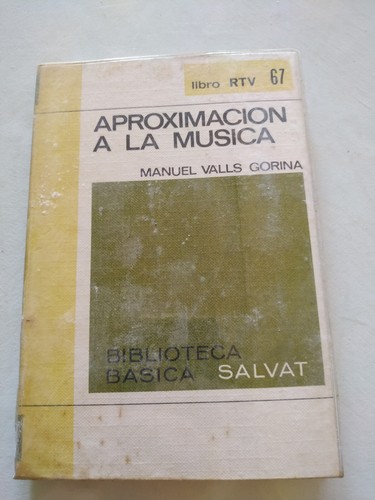 libro RTV 67
APROXIMACION
A LA MUSICA
MANUEL VALLS GORINA
BIBLIOTECA
BASICA SALVAT